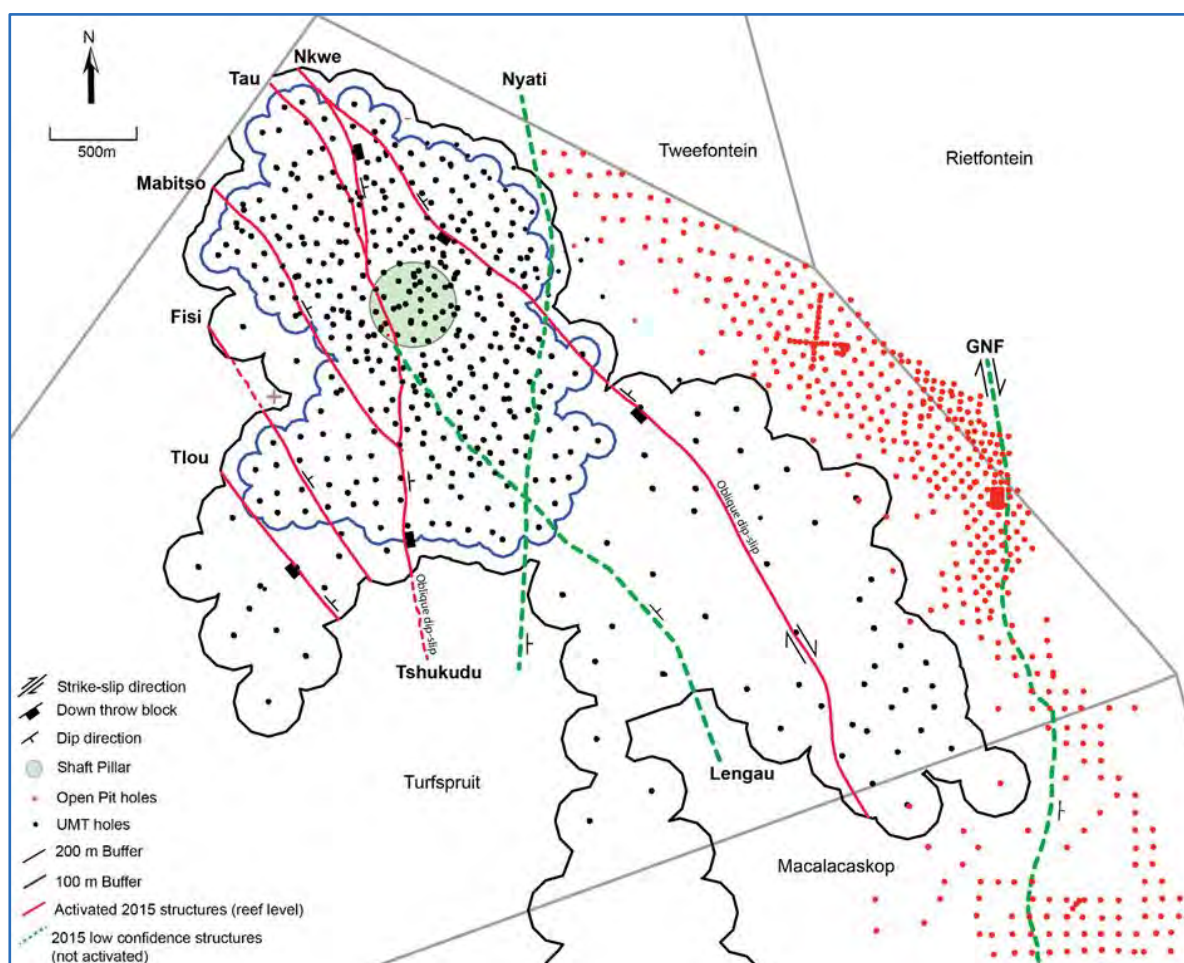 N
500m
Nkwe
Tau
Nyati
Tweefontein
Rietfontein
Mabitso
Fisi
GNF
Tlou
Oblique dip-slip
Oblique dip-slip
Tshukudu
Lengau
Turfspruit
Macalacaskop
Strike-slip direction
Down throw block
Dip direction
Shaft Pillar
Open Pit holes
UMT holes
200 m Buffer
100 m Buffer
Activated 2015 structures (reef level)
2015 low confidence structures
(not activated)